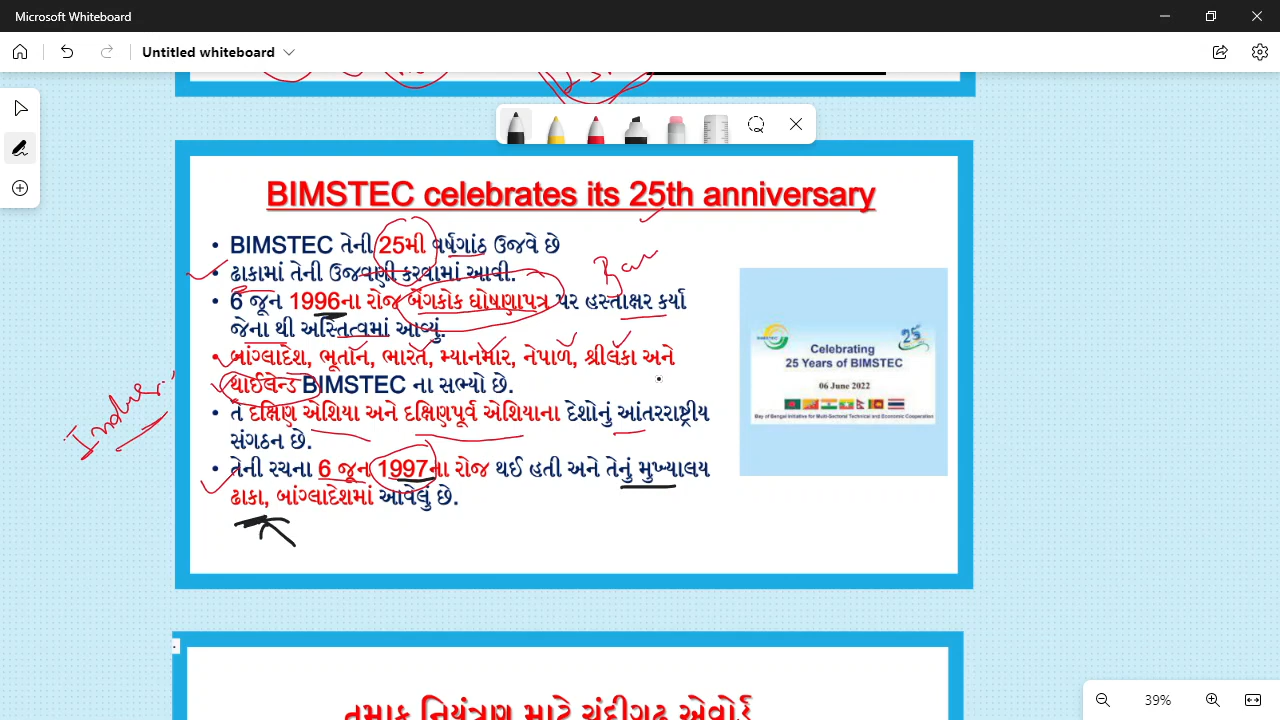 Microsoft Whiteboard
Untitled whiteboard
BIMSTEC celebrates its 25th anniversary
• BIMSTEC તેની 25મી વર્ષગાંઠ ઉજવે છે
• ઢાકામાં તેની ઉજવણી કરવામાં આવી.
• 6 જૂન 1996ના રોજ બેંગકોક ઘોષણાપત્ર પર હસ્તાક્ષર કર્યા
જેના થી અસ્તિત્વમાં આવ્યું.
• બાંગ્લાદેશ, ભૂતાન, ભારત, મ્યાનમાર, નેપાળ, શ્રીલંકા અને
થાઈલેન્ડ BIMSTEC ના સભ્યો છે.
• તે દક્ષિણ એશિયા અને દક્ષિણપૂર્વ એશિયાના દેશોનું આંતરરાષ્ટ્રીય
સંગઠન છે.
• તેની રચના 6 જૂન 1997ના રોજ થઈ હતી અને તેનું મુખ્યાલય
ઢાકા, બાંગ્લાદેશમાં આવેલું છે.
BIMSTEC
25
Celebrating
25 Years of BIMSTEC
06 June 2022
Bay of Bengal Initiative for Multi-Sectoral Technical and Economic Cooperation
તમાકુ નિયંત્રણ માટે ચંદીગઢ એવોર્ડ
39%